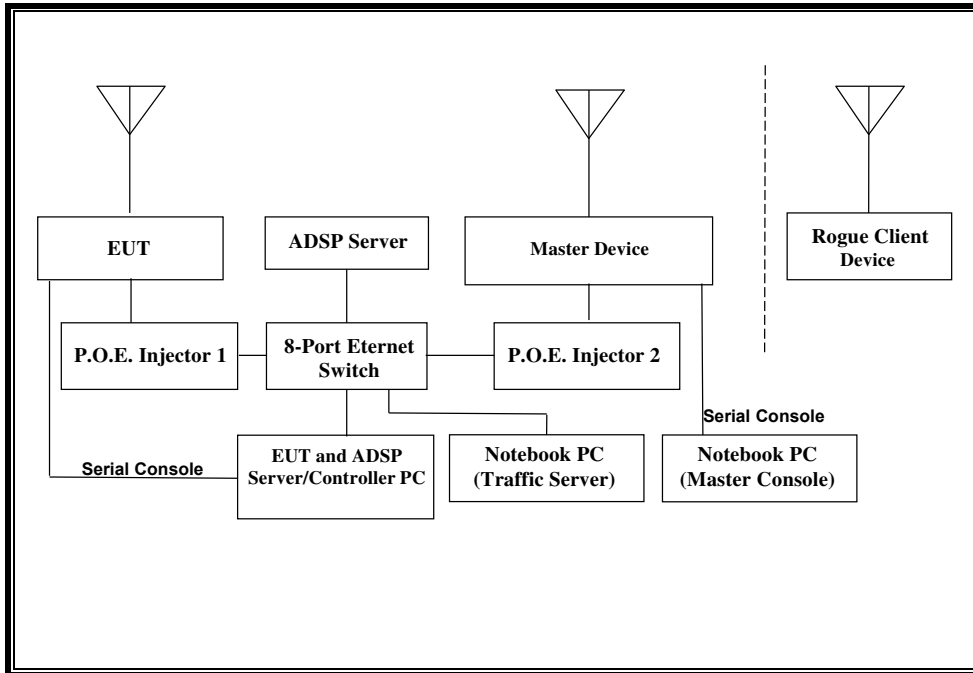 EUT
ADSP Server
Master Device
Rogue Client
Device
P.O.E. Injector 1
8-Port Eternet
Switch
P.O.E. Injector 2
Serial Console
Serial Console
EUT and ADSP
Server/Controller PC
Notebook PC
(Traffic Server)
Notebook PC
(Master Console)